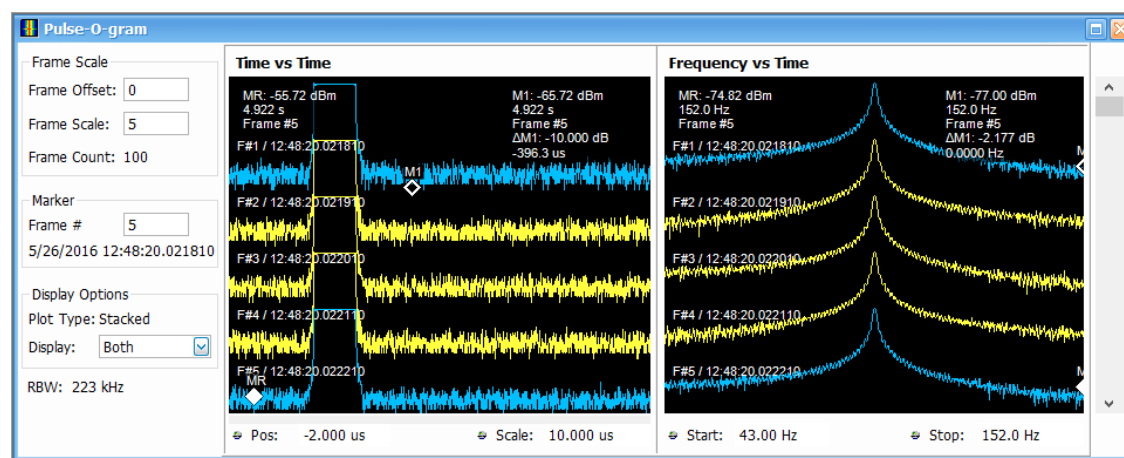 Pulse-O-gram
Frame Scale
Frame Offset: 0
Frame Scale: 5
Frame Count: 100
Marker
Frame # 5
5/26/2016 12:48:20.021810
Display Options
Plot Type: Stacked
Display: Both
RBW: 223 kHz
Time vs Time
MR: -55.72 dBm
4.922 s
Frame #5
M1: -65.72 dBm
4.922 s
Frame #5
ΔM1: -10.000 dB
-396.3 us
F#1 / 12:48:20.021810
M1
F#2 / 12:48:20.021910
F#3 / 12:48:20.022010
F#4 / 12:48:20.022110
F#5 / 12:48:20.022210
MR
Pos: -2.000 us
Scale: 10.000 us
Frequency vs Time
MR: -74.82 dBm
152.0 Hz
Frame #5
M1: -77.00 dBm
152.0 Hz
Frame #5
ΔM1: -2.177 dB
0.0000 Hz
F#1 / 12:48:20.021810
M
F#2 / 12:48:20.021910
F#3 / 12:48:20.022010
F#4 / 12:48:20.022110
F#5 / 12:48:20.022210
M
Start: 43.00 Hz
Stop: 152.0 Hz